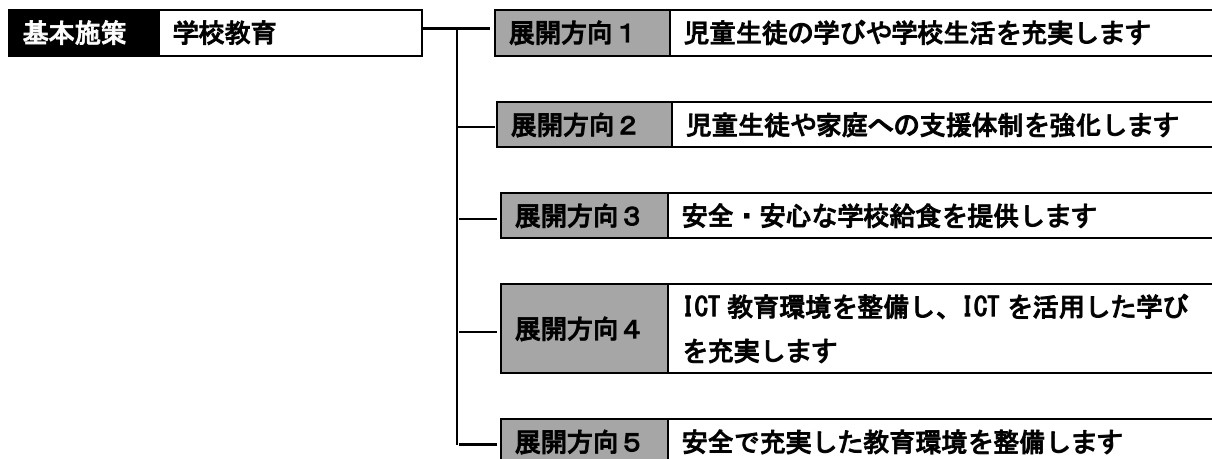 基本施策 学校教育
展開方向1 児童生徒の学びや学校生活を充実します
展開方向2 児童生徒や家庭への支援体制を強化します
展開方向3 安全・安心な学校給食を提供します
展開方向4 ICT 教育環境を整備し、ICT を活用した学び
を充実します
展開方向5 安全で充実した教育環境を整備します